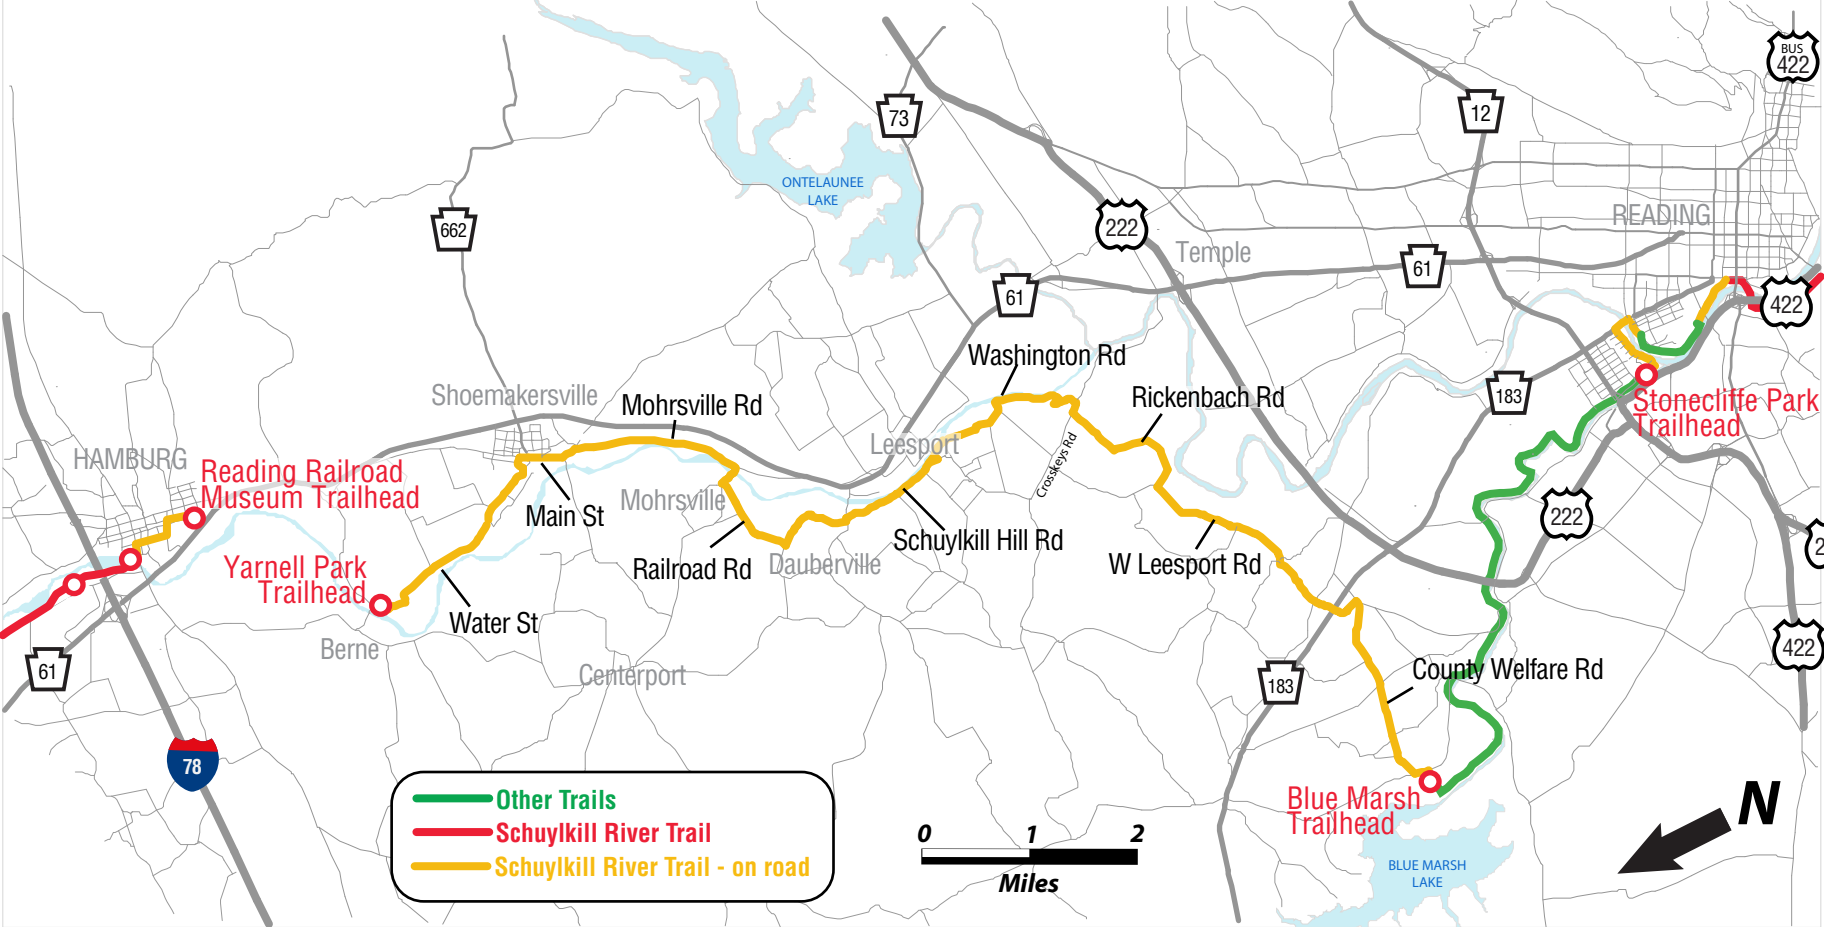 BUS
422
73
12
ONTELAUNEE
LAKE
662
READING
222
Temple
61
61
422
Washington Rd
Shoemakersville
Mohrsville Rd
Rickenbach Rd
183
Stonecliffe Park
Trailhead
Leesport
Croskeys Rd
HAMBURG
Reading Railroad
Museum Trailhead
Mohrsville
Main St
222
Schuylkill Hill Rd
Yarnell Park
Trailhead
Railroad Rd
Dauberville
W Leesport Rd
2
Water St
Berne
61
Centerport
422
183
County Welfare Rd
78
Blue Marsh
Trailhead
BLUE MARSH
LAKE
Other Trails
Schuylkill River Trail
Schuylkill River Trail - on road
0 1 2
Miles
N